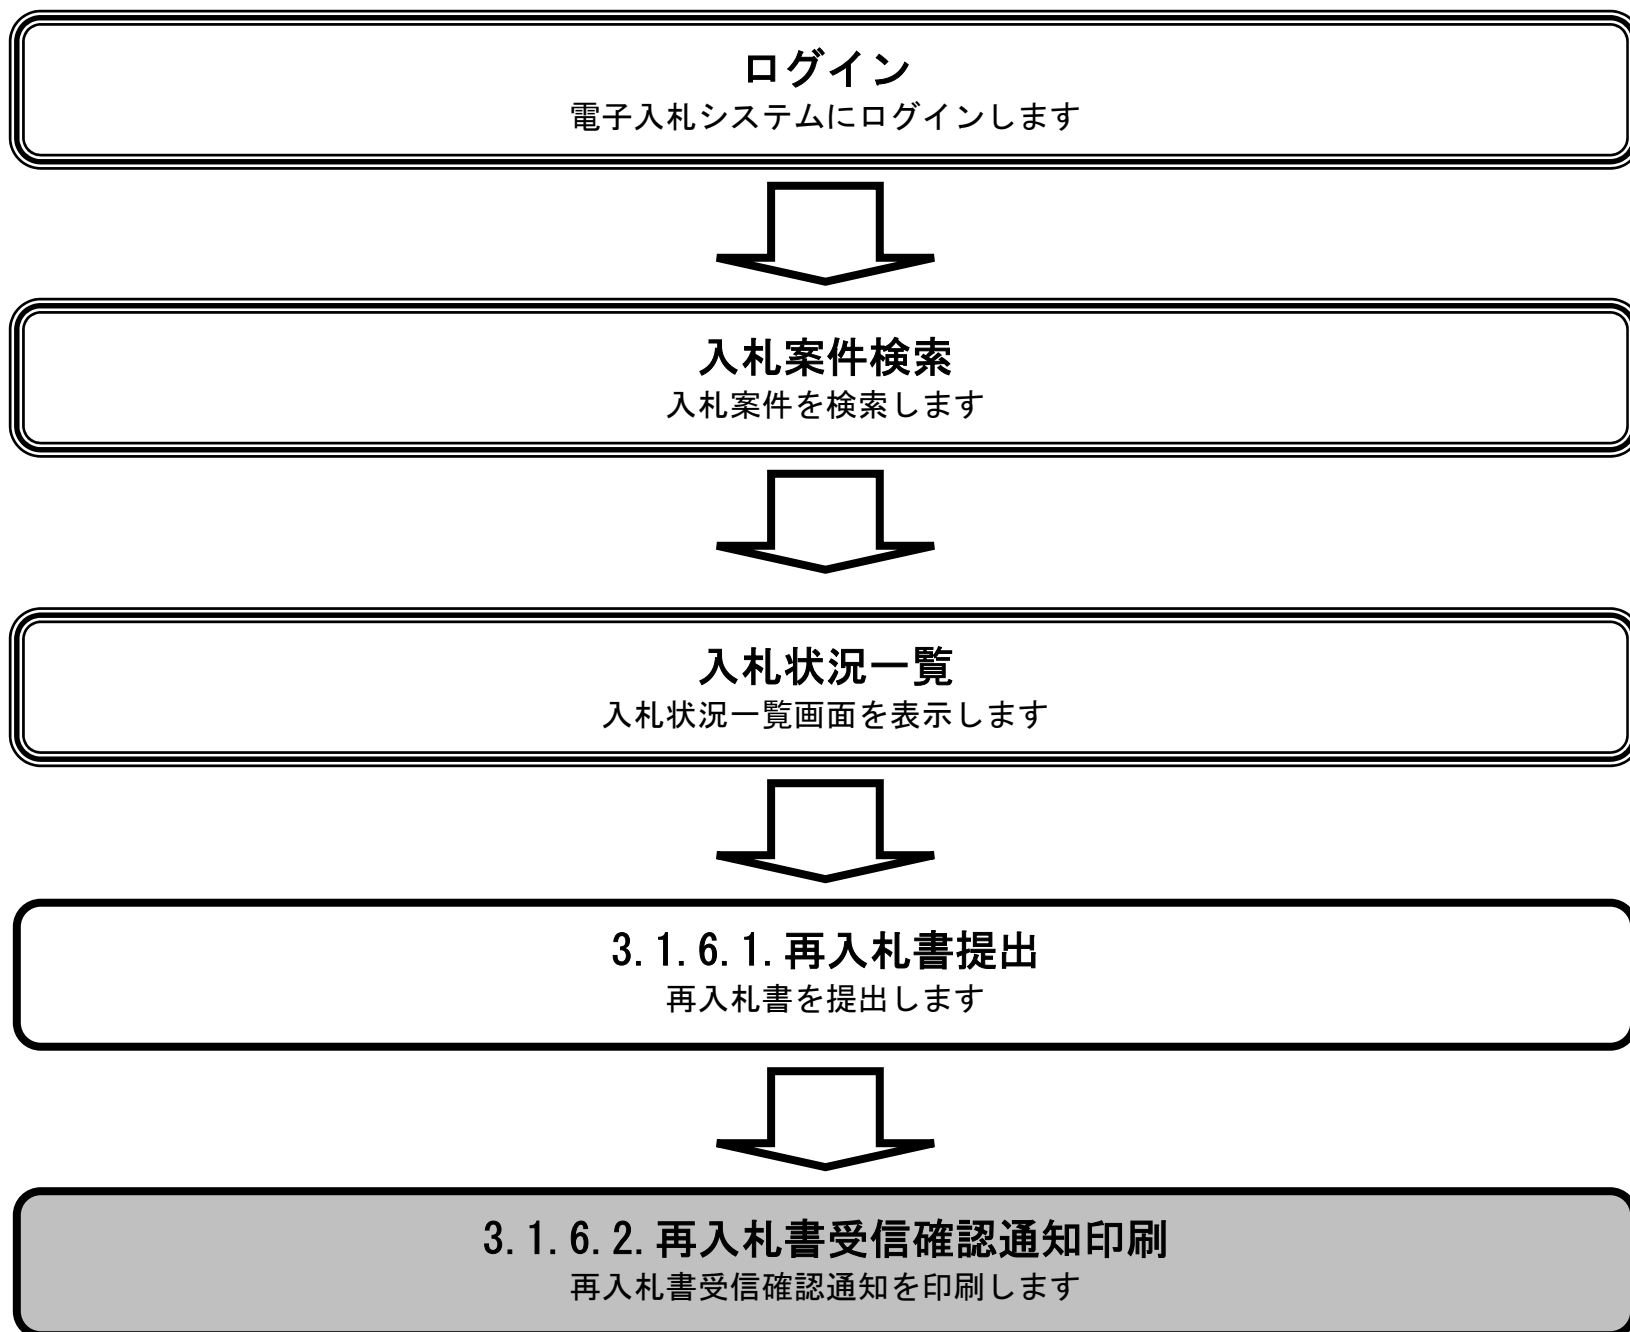 ログイン
電子入札システムにログインします
入札案件検索
入札案件を検索します
入札状況一覧
入札状況一覧画面を表示します
3.1.6.1.再入札書提出
再入札書を提出します
3.1.6.2.再入札書受信確認通知印刷
再入札書受信確認通知を印刷します